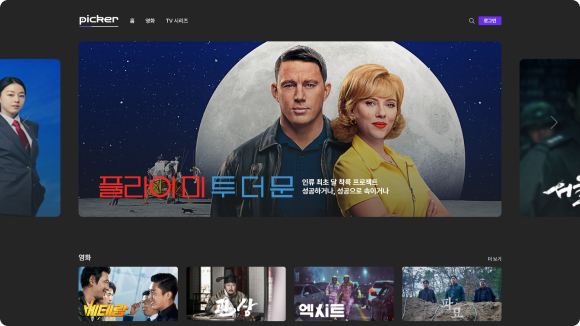 picker
홈
영화
TV 시리즈
로그인
플라이 미 투 더 문
인류 최초 달 착륙 프로젝트
성공하거나, 성공으로 속이거나
서울
영화
더보기
베테랑
관상
엑시트
파묘